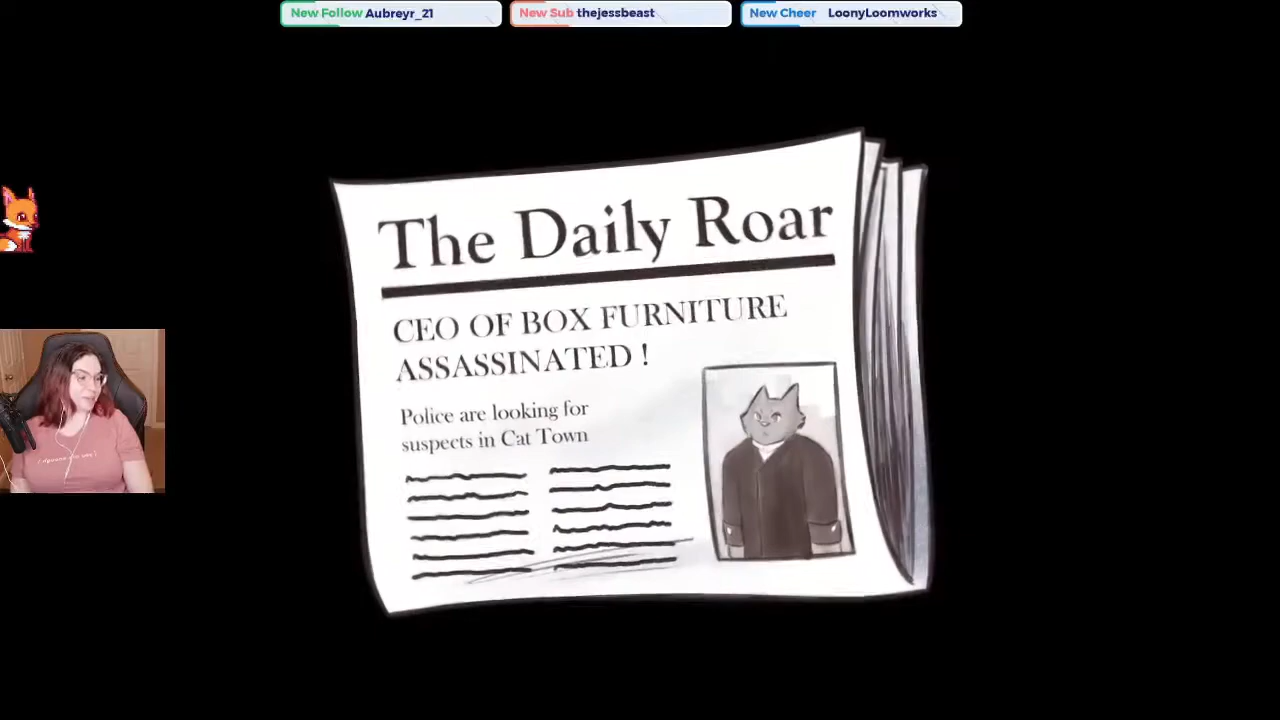 New Follow Aubreyr_21
New Sub thejessbeast
New Cheer LoonyLoomworks
The Daily Roar
CEO OF BOX FURNITURE
ASSASSINATED !
Police are looking for
suspects in Cat Town